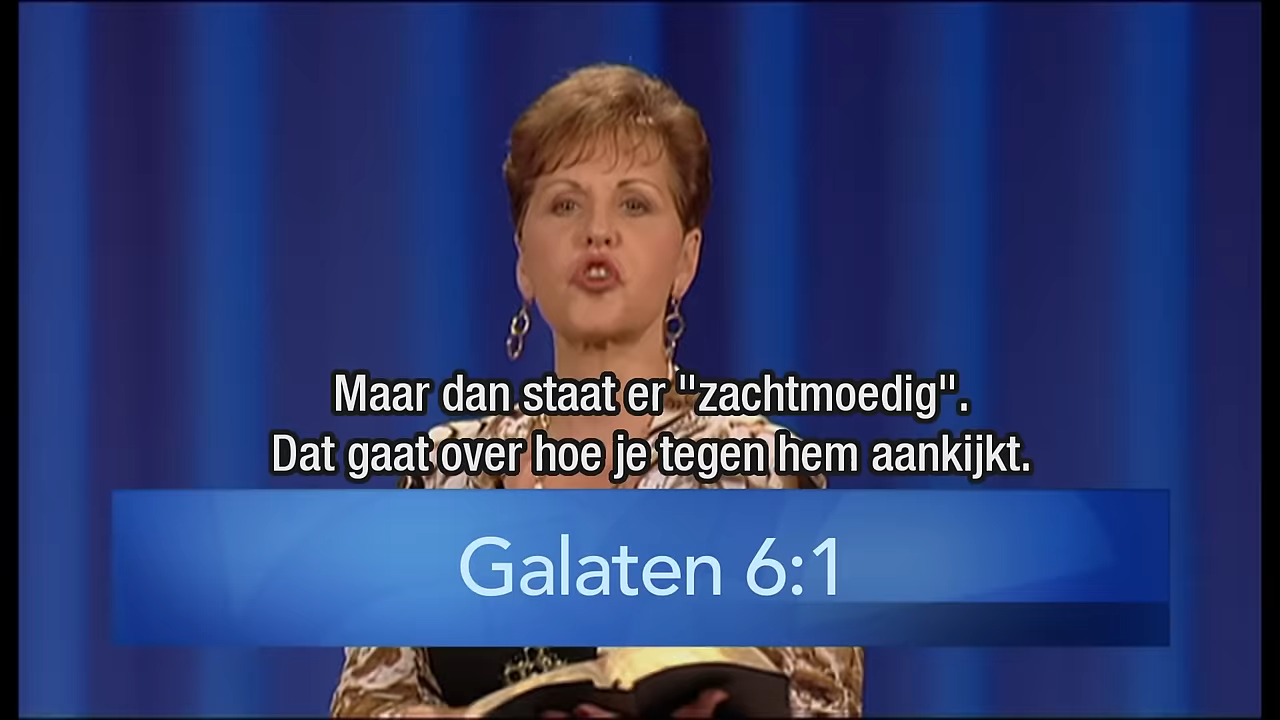 Maar dan staat er "zachtmoedig".
Dat gaat over hoe je tegen hem aankijkt.
Galaten 6:1